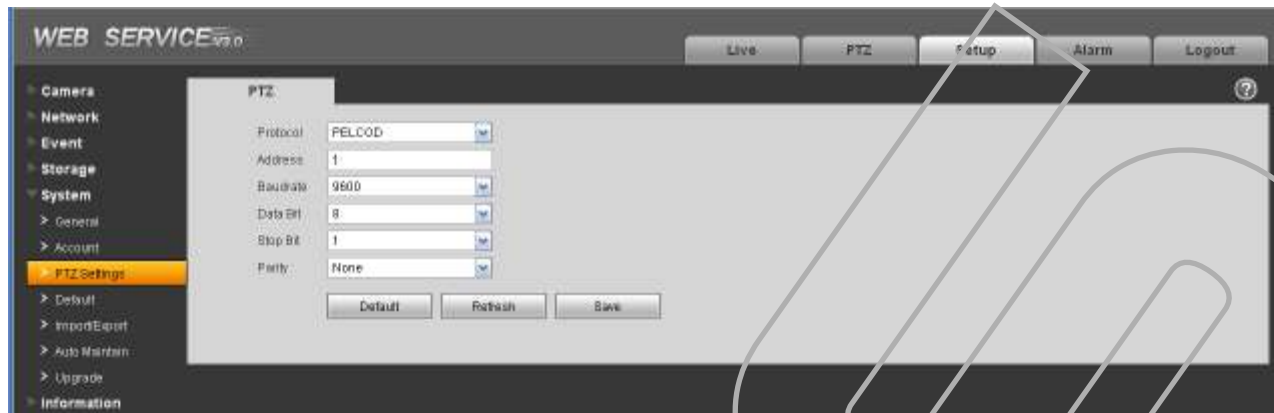 WEB SERVICE
Live PTZ Setup Alarm Logout
Camera
Network
Event
Storage
System
General
Account
PTZ Settings
Default
Import/Export
Auto Maintain
Upgrade
Information
PTZ
Protocol PELCOD
Address 1
Baudrate 9600
Data Bit 8
Stop Bit 1
Parity None
Default Refresh Save
?